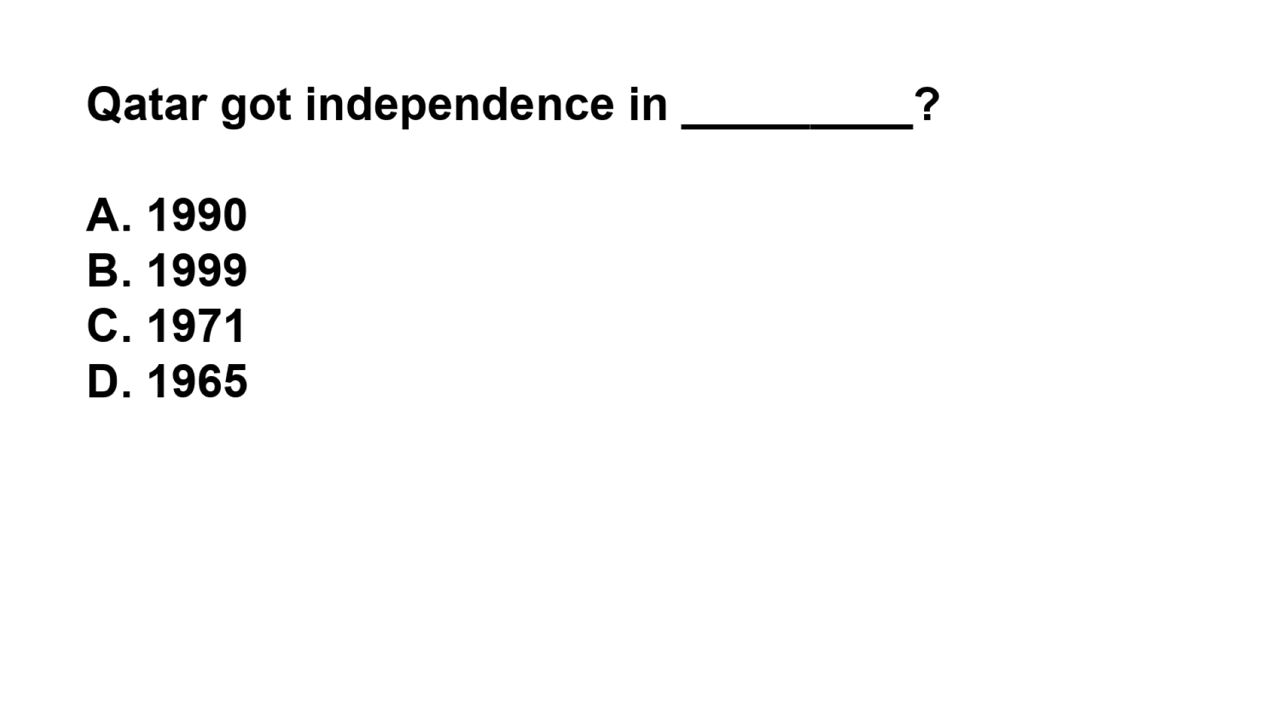 Qatar got independence in _________?
A. 1990
B. 1999
C. 1971
D. 1965